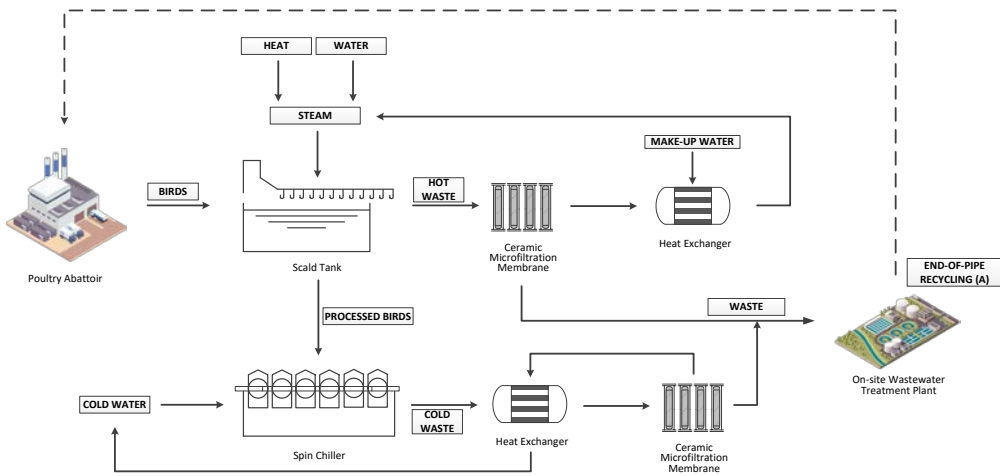 HEAT
WATER
STEAM
MAKE-UP WATER
BIRDS
HOT
WASTE
Poultry Abattoir
Scald Tank
Ceramic
Microfiltration
Membrane
Heat Exchanger
END-OF-PIPE
RECYCLING (A)
PROCESSED BIRDS
WASTE
On-site Wastewater
Treatment Plant
COLD WATER
Spin Chiller
COLD
WASTE
Heat Exchanger
Ceramic
Microfiltration
Membrane